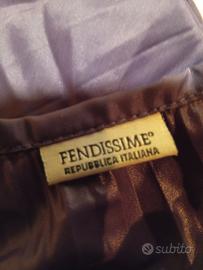 FENDISSIME°
REPUBBLICA ITALIANA
subito